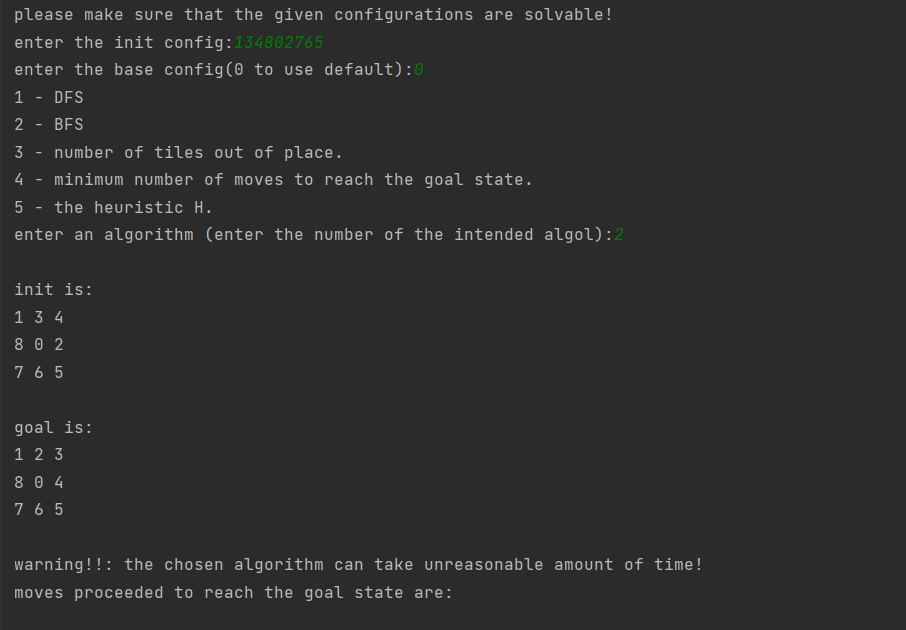 please make sure that the given configurations are solvable!
enter the init config:134802765
enter the base config(0 to use default):0
1 - DFS
2 - BFS
3 - number of tiles out of place.
4 - minimum number of moves to reach the goal state.
5 - the heuristic H.
enter an algorithm (enter the number of the intended algol):2
init is:
1 3 4
8 0 2
7 6 5
goal is:
1 2 3
8 0 4
7 6 5
warning!!: the chosen algorithm can take unreasonable amount of time!
moves proceeded to reach the goal state are: